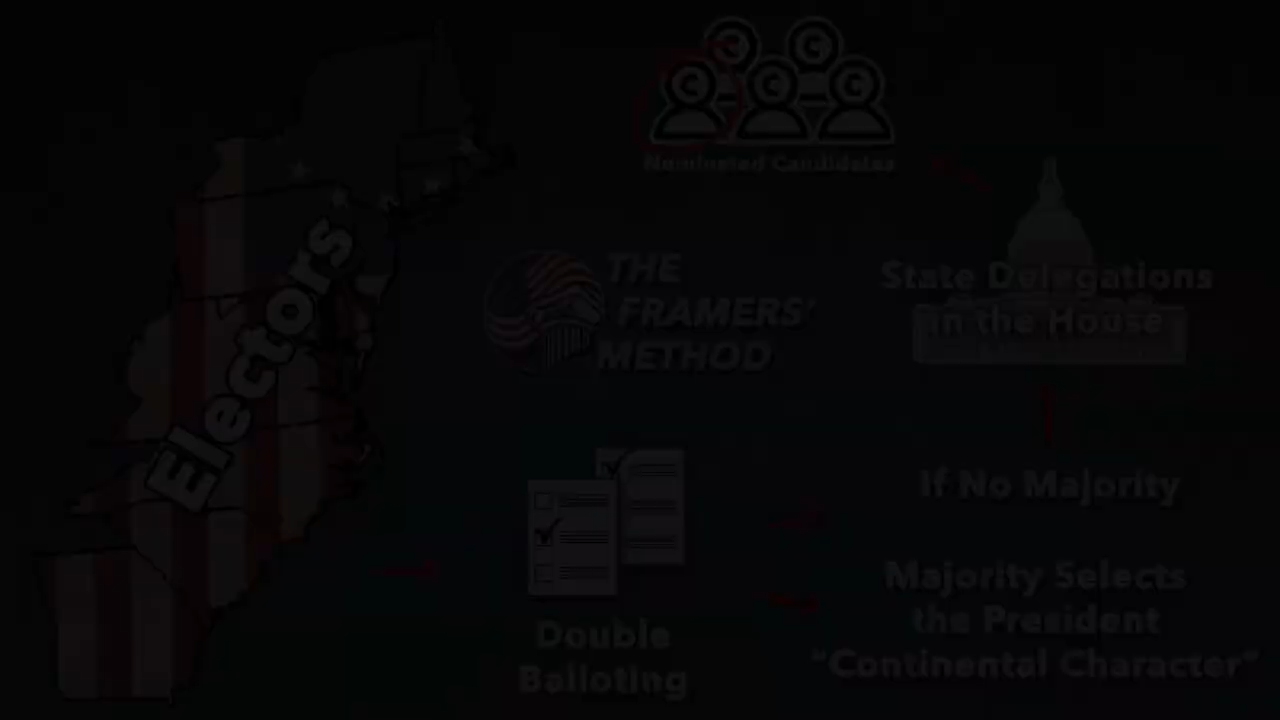 Nominated Candidates
Electors
THE
FRAMERS'
METHOD
State Delegations
in the House
If No Majority
Majority Selects
the President
"Continental Character"
Double
Balloting